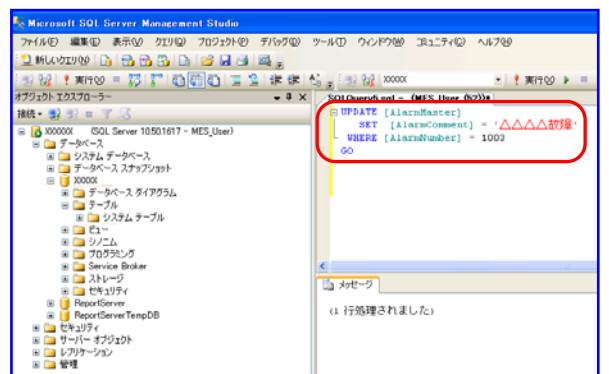 Microsoft SQL Server Management Studio
ファイル(F) 編集(E) 表示(V) クエリ(Q) プロジェクト(P) デバッグ(D) ツール(T) ウィンドウ(W) コミュニティ(C) ヘルプ(H)
新しいクエリ(N)
実行(X) XXXXX 実行(X)
オブジェクト エクスプローラー
接続
XXXXXX (SQL Server 10.50.1617 - MES_User)
データベース
システム データベース
データベース スナップショット
XXXXX
データベース ダイアグラム
テーブル
システム テーブル
ビュー
シノニム
プログラミング
Service Broker
ストレージ
セキュリティ
ReportServer
ReportServerTempDB
セキュリティ
サーバー オブジェクト
レプリケーション
管理
(MES_User (52))*
UPDATE [AlarmMaster]
SET [AlarmComment] = '△△△△故障'
WHERE [AlarmNumber] = 1003
GO
メッセージ
(1 行処理されました)